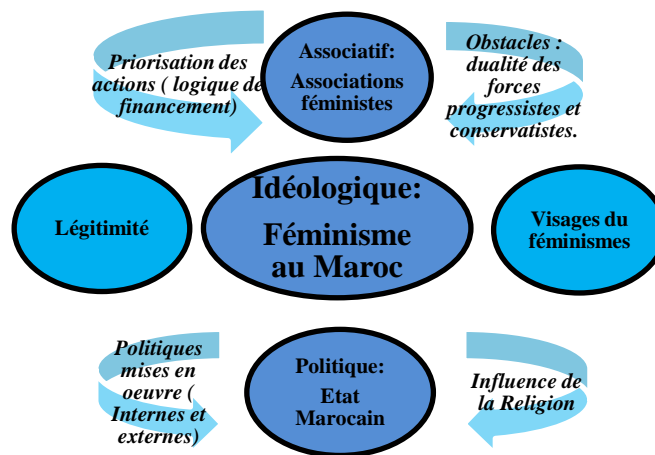 Priorisation des
actions ( logique de
financement)
Associatif:
Associations
féministes
Obstacles :
dualité des
forces
progressistes et
conservatistes.
Légitimité
Idéologique:
Féminisme
au Maroc
Visages du
féminismes
Politiques
mises en
oeuvre (
Internes et
externes)
Politique:
Etat
Marocain
Influence de
la Religion